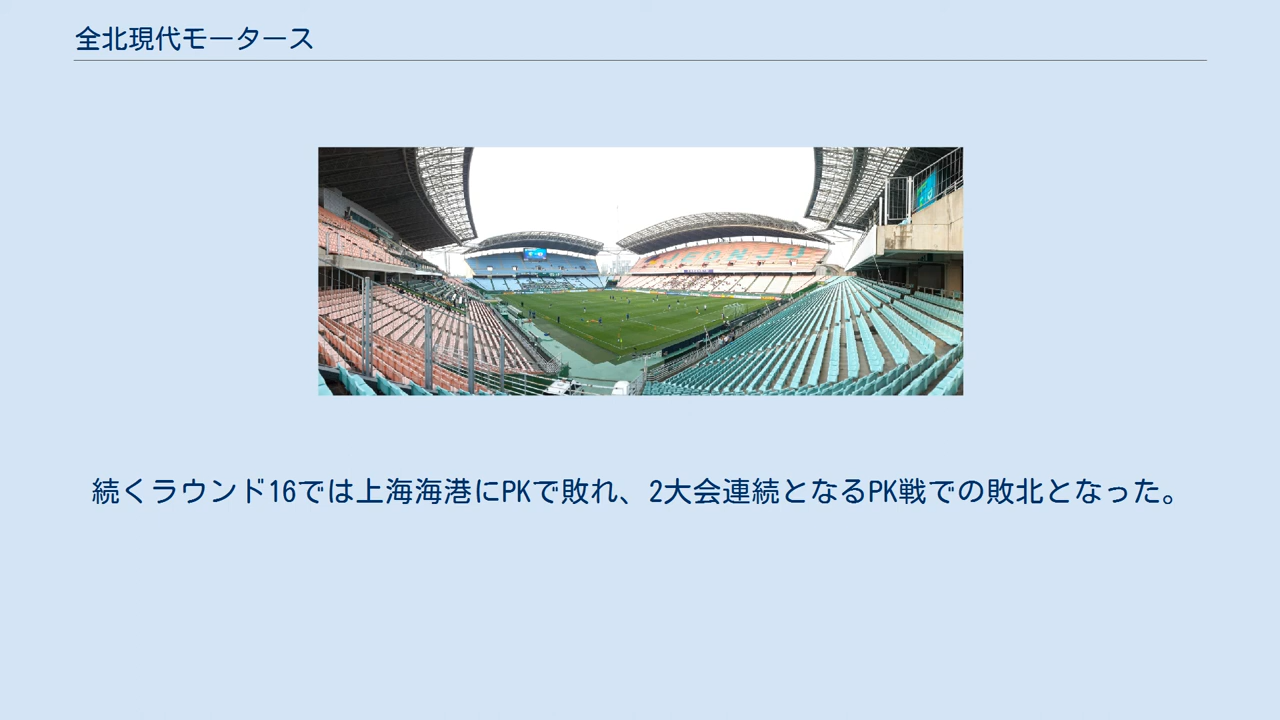 全北現代モータース
JEONJU
続くラウンド16では上海海港にPKで敗れ、2大会連続となるPK戦での敗北となった。